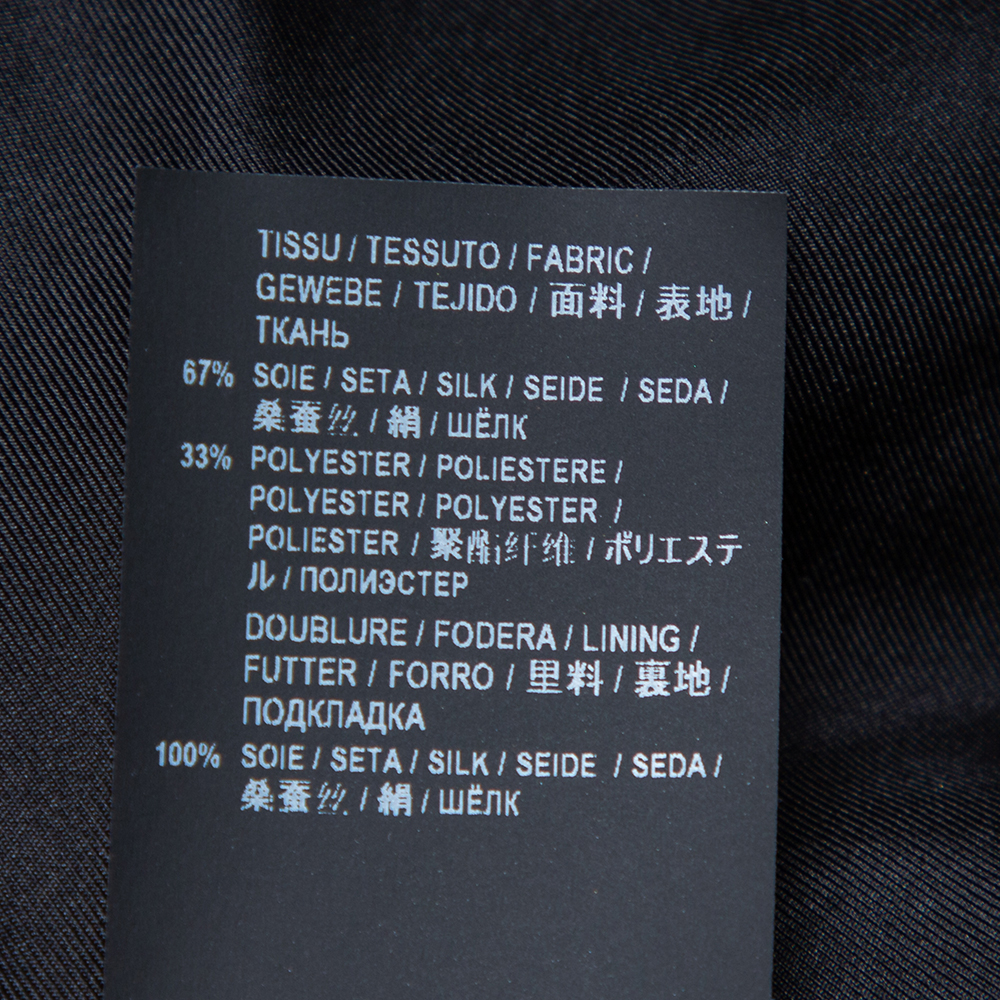 TISSU / TESSUTO / FABRIC /
GEWEBE / TEJIDO / 面料 / 表地 /
ТКАНЬ
67% SOIE / SETA / SILK / SEIDE / SEDA /
桑蚕丝 / 絹 / ШЁЛК
33% POLYESTER / POLIESTERE /
POLYESTER / POLYESTER /
POLIESTER / 聚酯纤维 / ポリエステ
ル / ПОЛИЭСТЕР
DOUBLURE / FODERA / LINING /
FUTTER / FORRO / 里料 / 裏地 /
ПОДКЛАДКА
100% SOIE / SETA / SILK / SEIDE / SEDA /
桑蚕丝 / 絹 / ШЁЛК